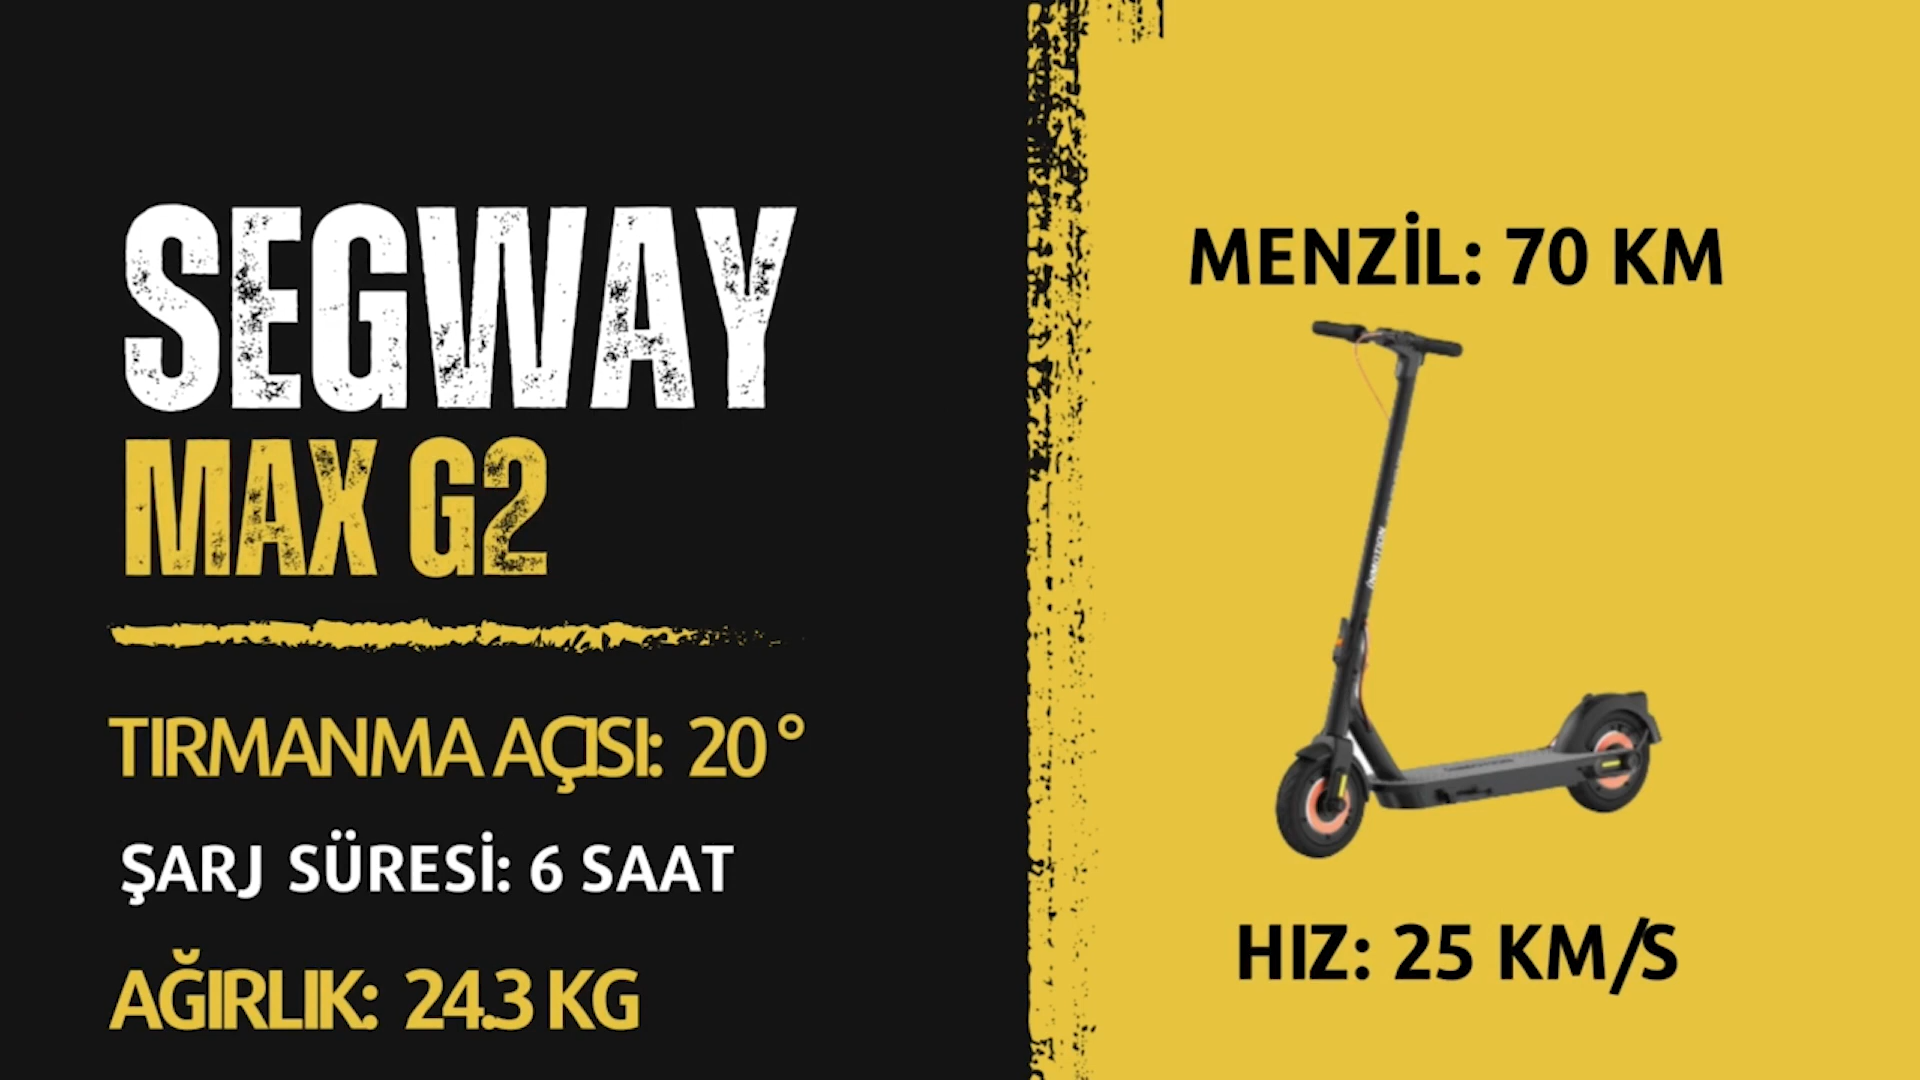 SEGWAY
MAX G2
TIRMANMA AÇISI: 20°
ŞARJ SÜRESİ: 6 SAAT
AĞIRLIK: 24.3 KG
MENZİL: 70 KM
INMOTION
HIZ: 25 KM/S